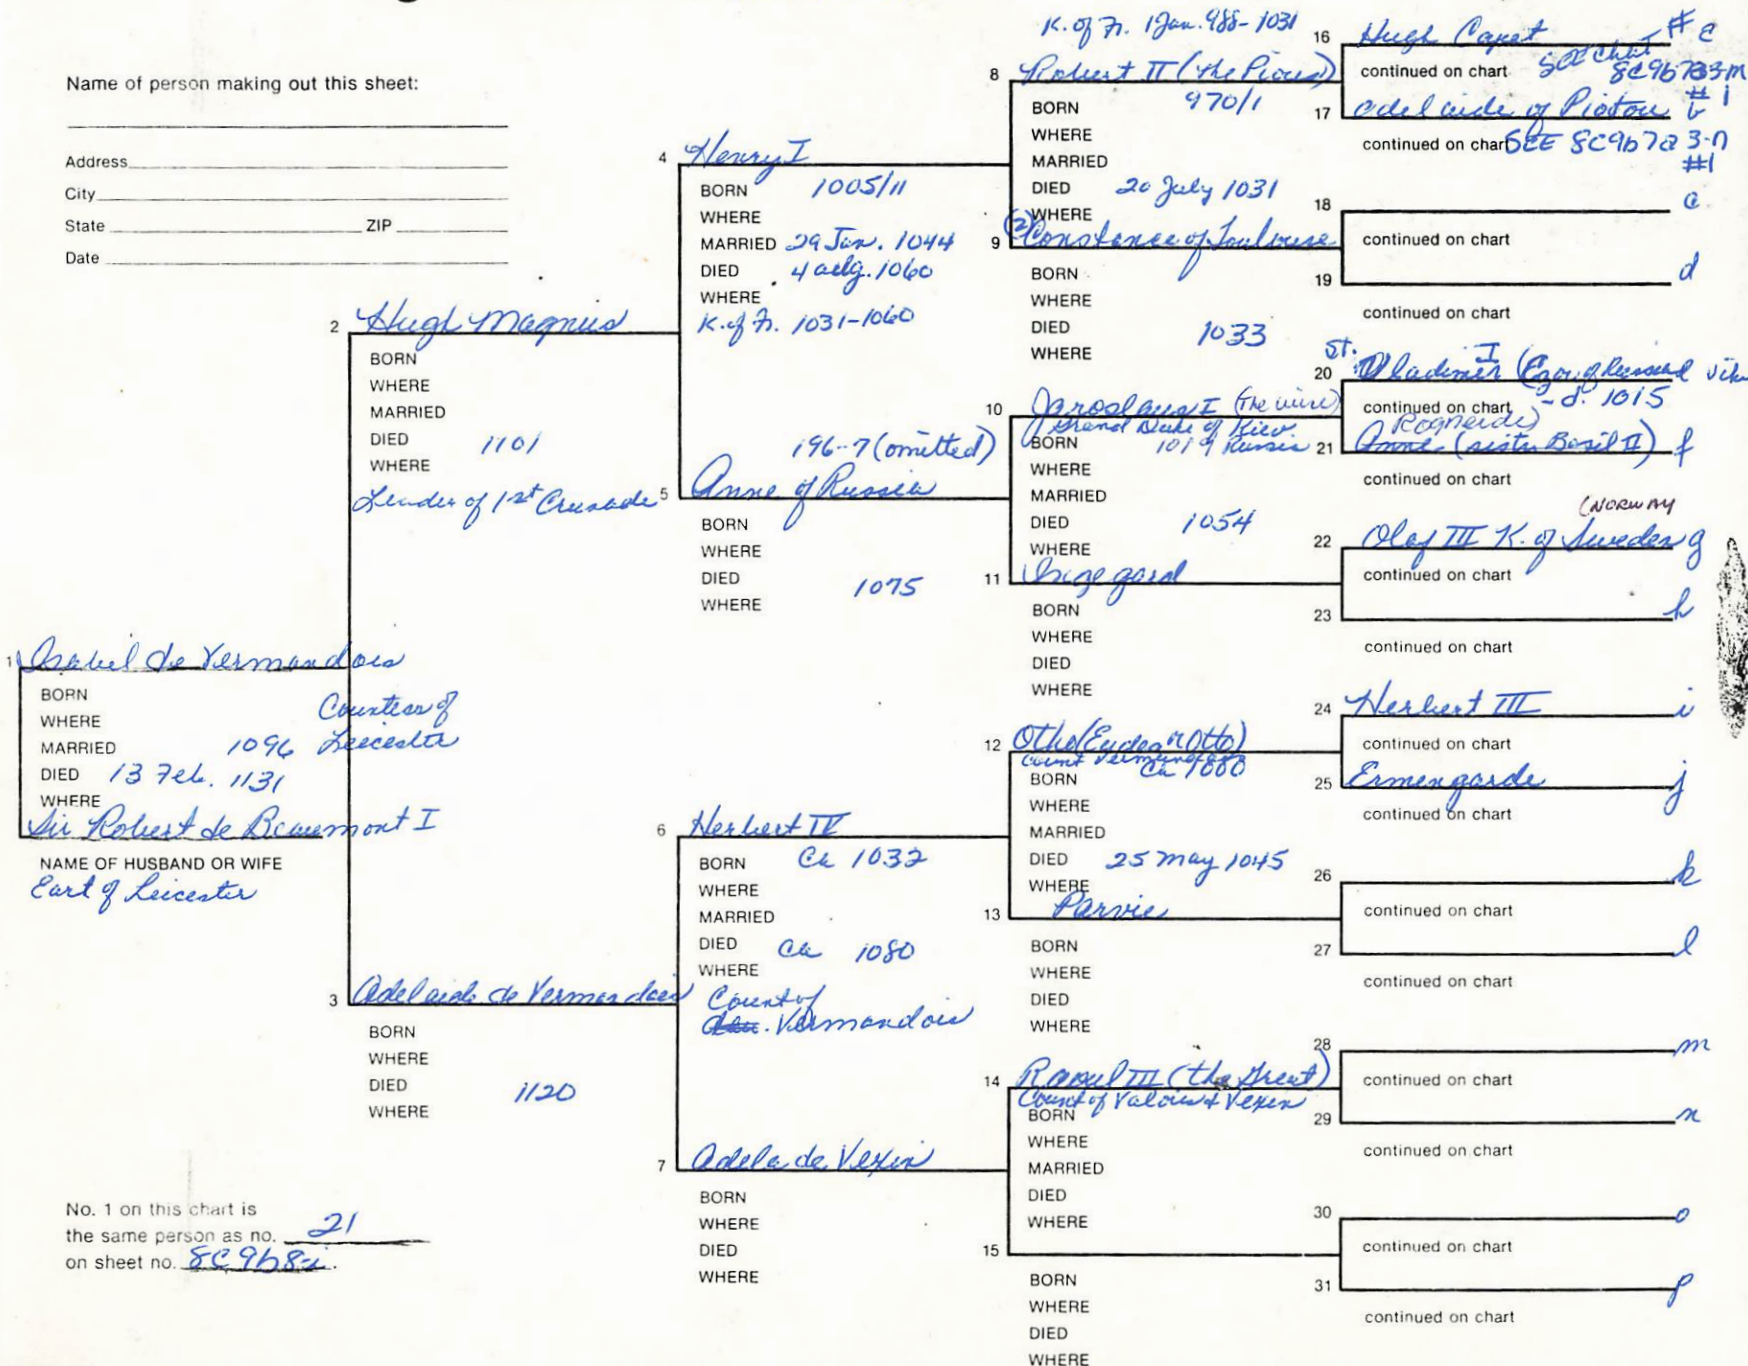 Name of person making out this sheet:
Address
City
State ZIP
Date
1 Isabel de Vermandois
BORN
WHERE
MARRIED 1096
DIED 13 Feb. 1131
WHERE
Countess of
Leicester
Sir Robert de Beaumont I
NAME OF HUSBAND OR WIFE
Earl of Leicester
No. 1 on this chart is
the same person as no. 21
on sheet no. 8C9b8-i.
2 Hugh Magnus
BORN
WHERE
MARRIED
DIED 1101
WHERE
Leader of 1st Crusade
3 Adelaide de Vermandois
BORN
WHERE
DIED 1120
WHERE
4 Henry I
BORN 1005/11
WHERE
MARRIED 29 Jan. 1044
DIED 4 Aug. 1060
WHERE
K. of Fr. 1031-1060
196-7 (omitted)
5 Anne of Russia
BORN
WHERE
DIED 1075
WHERE
6 Herbert IV
BORN Ca 1032
WHERE
MARRIED
DIED Ca 1080
WHERE
Count of
Vermandois
7 Adela de Vexin
BORN
WHERE
DIED
WHERE
K. of Fr. 1 Jan. 988-1031
8 Robert II (the Pious)
BORN 970/1
WHERE
MARRIED
DIED 20 July 1031
WHERE
9 (2) Constance of Toulouse
BORN
WHERE
DIED 1033
WHERE
10 Jaroslaus I (The wise)
Grand Duke of Kiev
BORN 1019 Russia
WHERE
MARRIED
DIED 1054
WHERE
11 Ingegard
BORN
WHERE
DIED
WHERE
12 Otho (Eudes or Otto)
Count Vermandois
BORN Ca 1000
WHERE
MARRIED
DIED 25 May 1045
WHERE
13 Parvie
BORN
WHERE
DIED
WHERE
14 Raoul III (the Great)
Count of Valois & Vexin
BORN
WHERE
MARRIED
DIED
WHERE
15
BORN
WHERE
DIED
WHERE
16 Hugh Capet #
continued on chart See Chart
#1
17 Adelaide of Piotou b
continued on chart SEE 8C9b7a3-n
#1
18 c
continued on chart
19 d
continued on chart
St. I
20 Vladimer
continued on chart -d. 1015
Rogneide
21 Anne (sister Basil II) f
continued on chart
(NORWAY
22 Olaf III K. of Sweden g
continued on chart
23 h
continued on chart
24 Herbert III i
continued on chart
25 Ermengarde j
continued on chart
26 k
continued on chart
27 l
continued on chart
28 m
continued on chart
29 n
continued on chart
30 o
continued on chart
31 p
continued on chart